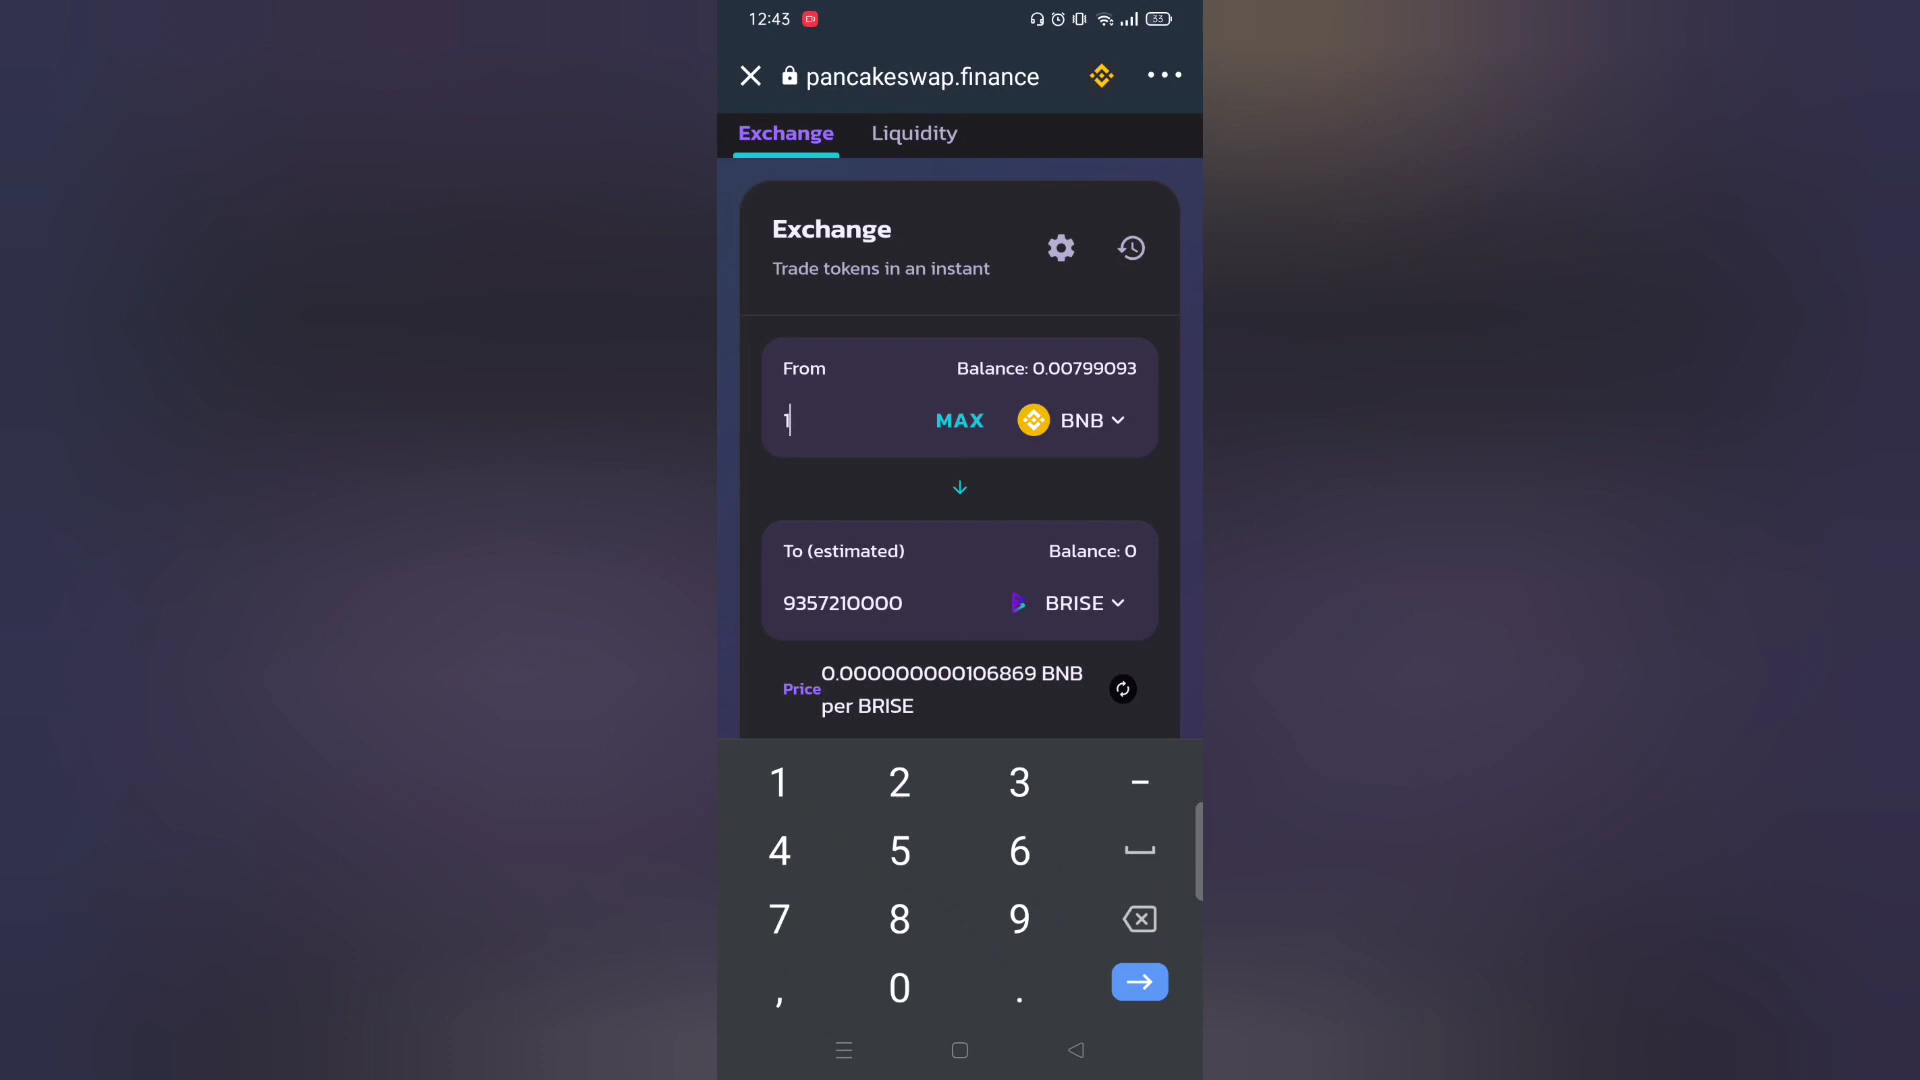 12:43
33
pancakeswap.finance
Exchange Liquidity
Exchange
Trade tokens in an instant
From Balance: 0.00799093
1 MAX BNB
To (estimated) Balance: 0
9357210000 BRISE
Price 0.000000000106869 BNB
per BRISE
1 2 3 –
4 5 6
7 8 9
, 0 .